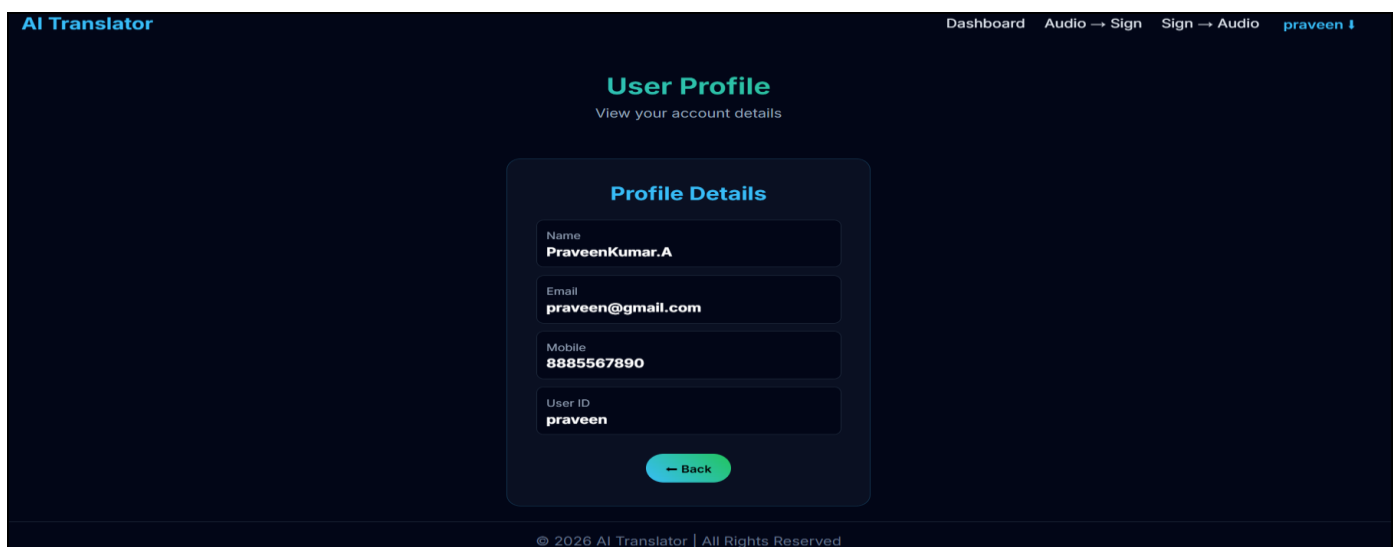 AI Translator
Dashboard Audio → Sign Sign → Audio praveen ⬇
User Profile
View your account details
Profile Details
Name
PraveenKumar.A
Email
praveen@gmail.com
Mobile
8885567890
User ID
praveen
← Back
© 2026 AI Translator | All Rights Reserved